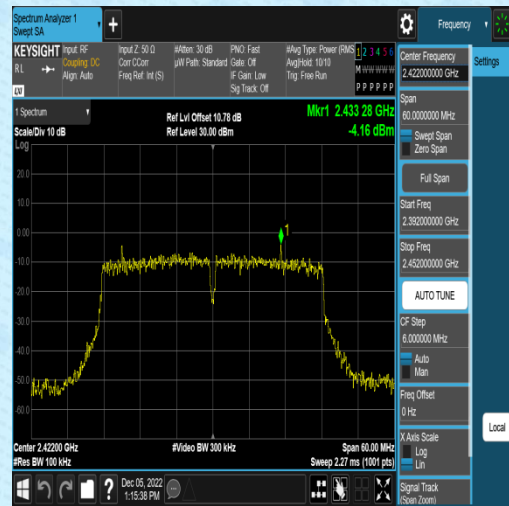 Spectrum Analyzer 1
Swept SA
+
Frequency
KEYSIGHT
RL
LXI
Input: RF
Coupling: DC
Align: Auto
Input Z: 50 Ω
Corr CCorr
Freq Ref: Int (S)
#Atten: 30 dB
µW Path: Standard
PNO: Fast
Gate: Off
IF Gain: Low
Sig Track: Off
#Avg Type: Power (RMS
Avg|Hold: 10/10
Trig: Free Run
1 2 3 4 5 6
M W W W W W
P P P P P P
Center Frequency
2.422000000 GHz
Settings
Span
60.0000000 MHz
Swept Span
Zero Span
Full Span
Start Freq
2.392000000 GHz
Stop Freq
2.452000000 GHz
AUTO TUNE
CF Step
6.000000 MHz
Auto
Man
Freq Offset
0 Hz
X Axis Scale
Log
Lin
Signal Track
(Span Zoom)
Local
1 Spectrum
Scale/Div 10 dB
Log
Ref Lvl Offset 10.78 dB
Ref Level 30.00 dBm
Mkr1 2.433 28 GHz
-4.16 dBm
20.0
10.0
0.00
-10.0
-20.0
-30.0
-40.0
-50.0
-60.0
1
Center 2.42200 GHz
#Res BW 100 kHz
#Video BW 300 kHz
Span 60.00 MHz
Sweep 2.27 ms (1001 pts)
?
Dec 05, 2022
1:15:38 PM